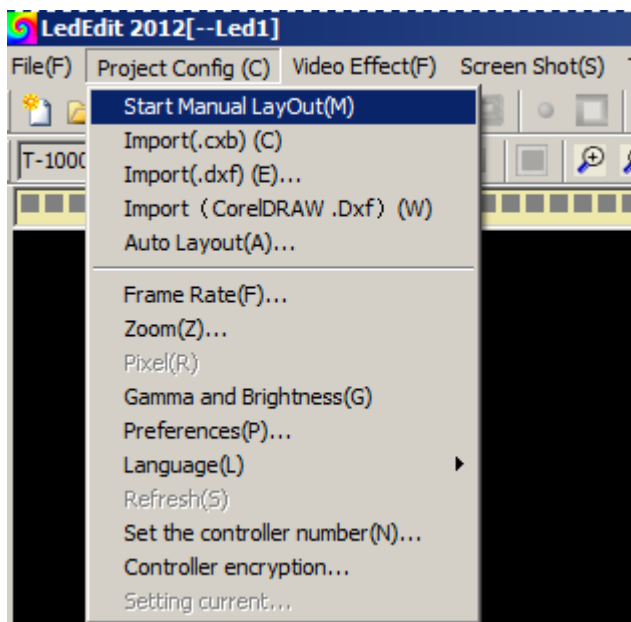 LedEdit 2012[--Led1]
File(F) Project Config (C) Video Effect(F) Screen Shot(S)
Start Manual LayOut(M)
Import(.cxb) (C)
T-1000
Import(.dxf) (E)...
Import（CorelDRAW .Dxf）(W)
Auto Layout(A)...
Frame Rate(F)...
Zoom(Z)...
Pixel(R)
Gamma and Brightness(G)
Preferences(P)...
Language(L)
Refresh(S)
Set the controller number(N)...
Controller encryption...
Setting current...